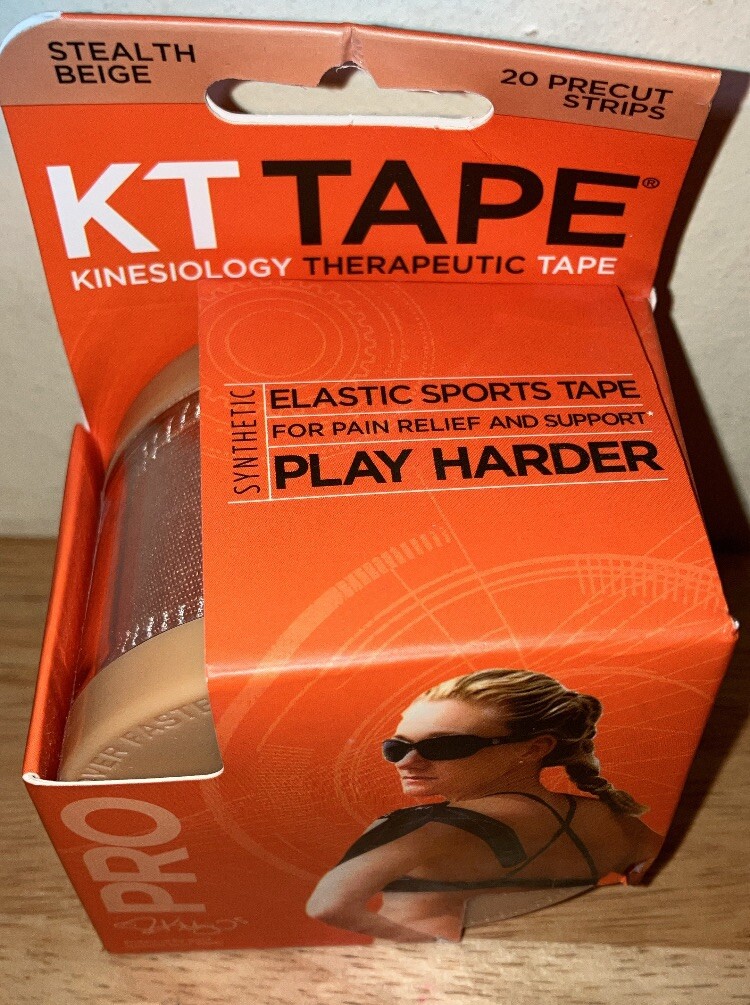 STEALTH
BEIGE
20 PRECUT
STRIPS
KT TAPE®
KINESIOLOGY THERAPEUTIC TAPE
SYNTHETIC
ELASTIC SPORTS TAPE
FOR PAIN RELIEF AND SUPPORT*
PLAY HARDER
PRO